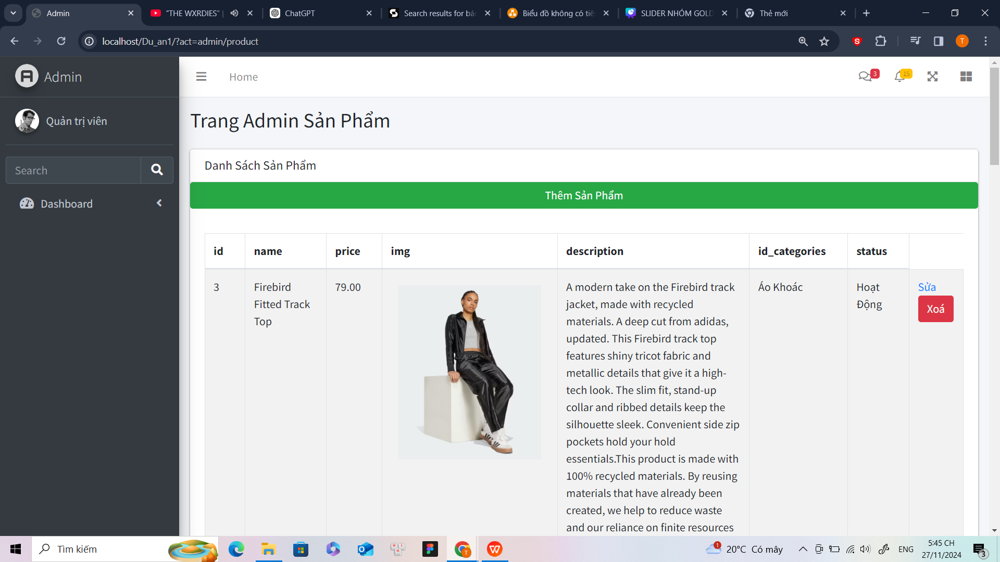 Admin
"THE WXRDIES" |
ChatGPT
Search results for bác
Biểu đồ không có tiê
SLIDER NHÓM GOLD
Thẻ mới
localhost/Du_an1/?act=admin/product
T
Admin
Home
3
15
Quản trị viên
Search
Dashboard
Trang Admin Sản Phẩm
Danh Sách Sản Phẩm
Thêm Sản Phẩm
id name price img description id_categories status
3
Firebird
Fitted Track
Top
79.00
A modern take on the Firebird track
jacket, made with recycled
materials. A deep cut from adidas,
updated. This Firebird track top
features shiny tricot fabric and
metallic details that give it a high-
tech look. The slim fit, stand-up
collar and ribbed details keep the
silhouette sleek. Convenient side zip
pockets hold your hold
essentials.This product is made with
100% recycled materials. By reusing
materials that have already been
created, we help to reduce waste
and our reliance on finite resources
Áo Khoác
Hoạt
Động
Sửa
Xoá
Tìm kiếm
1
20°C Có mây
ENG
5:45 CH
27/11/2024
3